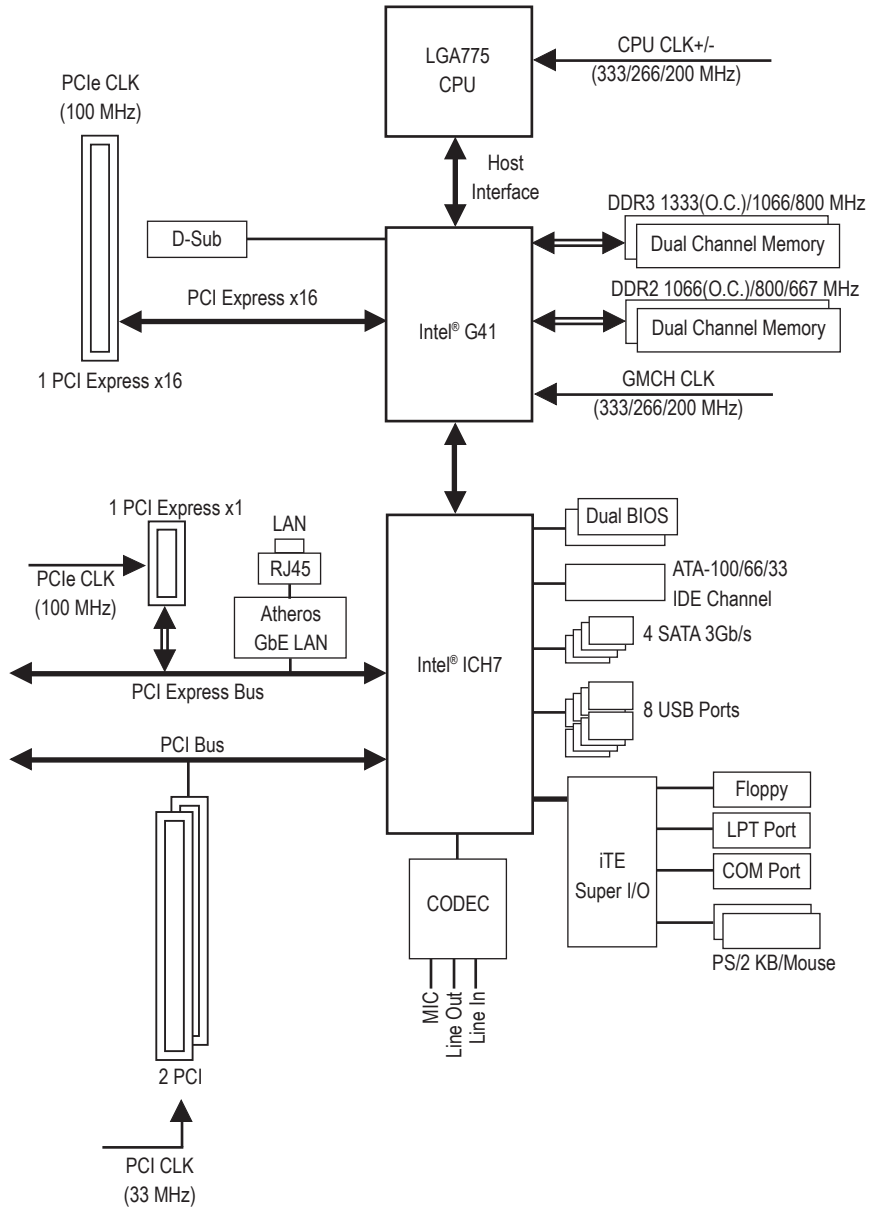 LGA775
CPU
CPU CLK+/-
(333/266/200 MHz)
PCIe CLK
(100 MHz)
Host
Interface
D-Sub
DDR3 1333(O.C.)/1066/800 MHz
Dual Channel Memory
PCI Express x16
Intel® G41
DDR2 1066(O.C.)/800/667 MHz
Dual Channel Memory
1 PCI Express x16
GMCH CLK
(333/266/200 MHz)
1 PCI Express x1
LAN
RJ45
PCIe CLK
(100 MHz)
Atheros
GbE LAN
PCI Express Bus
Intel® ICH7
Dual BIOS
ATA-100/66/33
IDE Channel
4 SATA 3Gb/s
8 USB Ports
PCI Bus
iTE
Super I/O
Floppy
LPT Port
COM Port
PS/2 KB/Mouse
CODEC
MIC
Line Out
Line In
2 PCI
PCI CLK
(33 MHz)